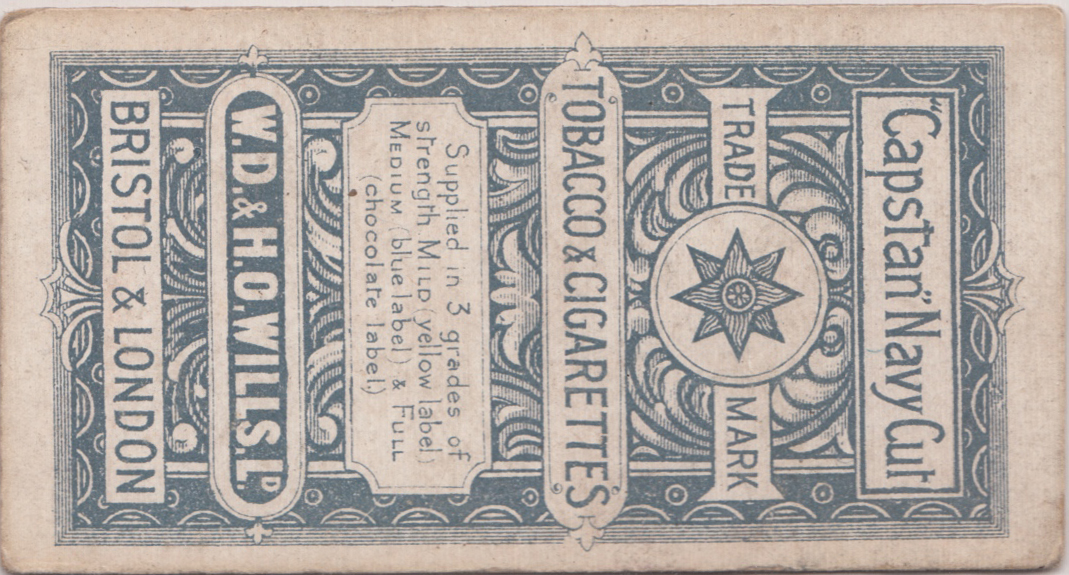 "Capstan" Navy Cut
TRADE MARK
TOBACCO & CIGARETTES
Supplied in 3 grades of
strength MILD (yellow label)
MEDIUM (blue label) & FULL
(chocolate label)
W.D. & H.O. WILLS. LD.
BRISTOL & LONDON